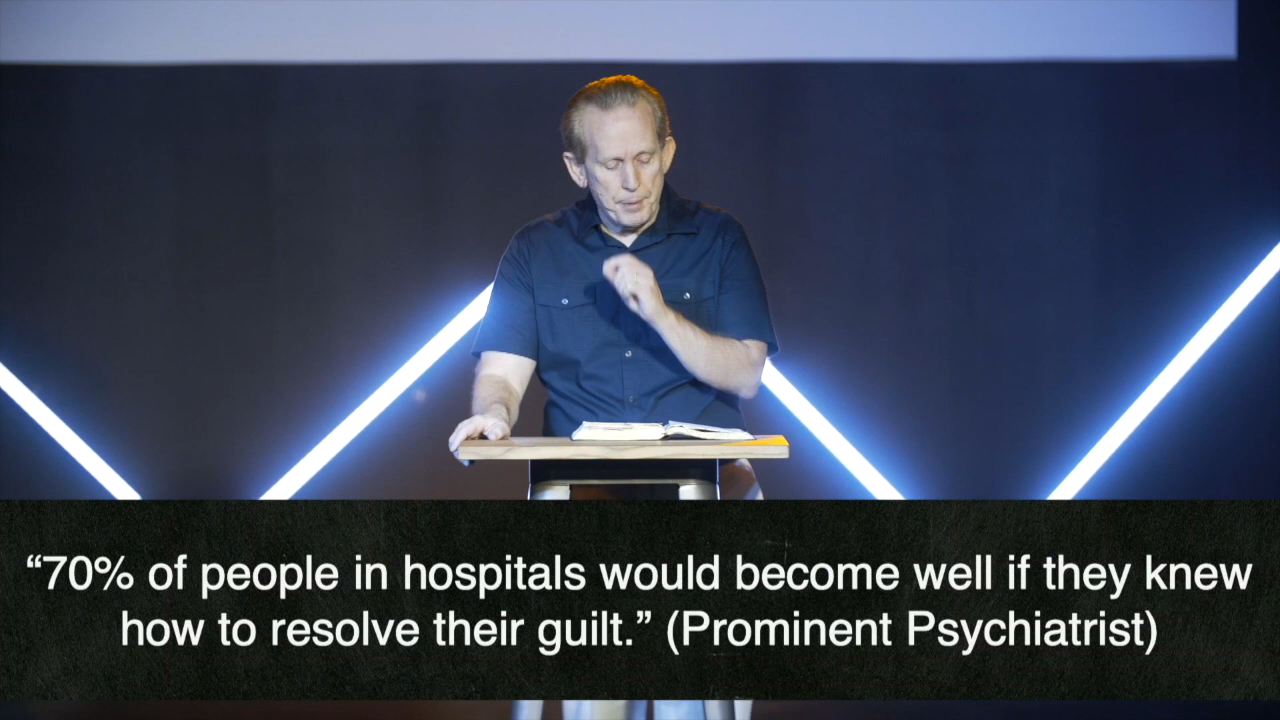 “70% of people in hospitals would become well if they knew
how to resolve their guilt.” (Prominent Psychiatrist)